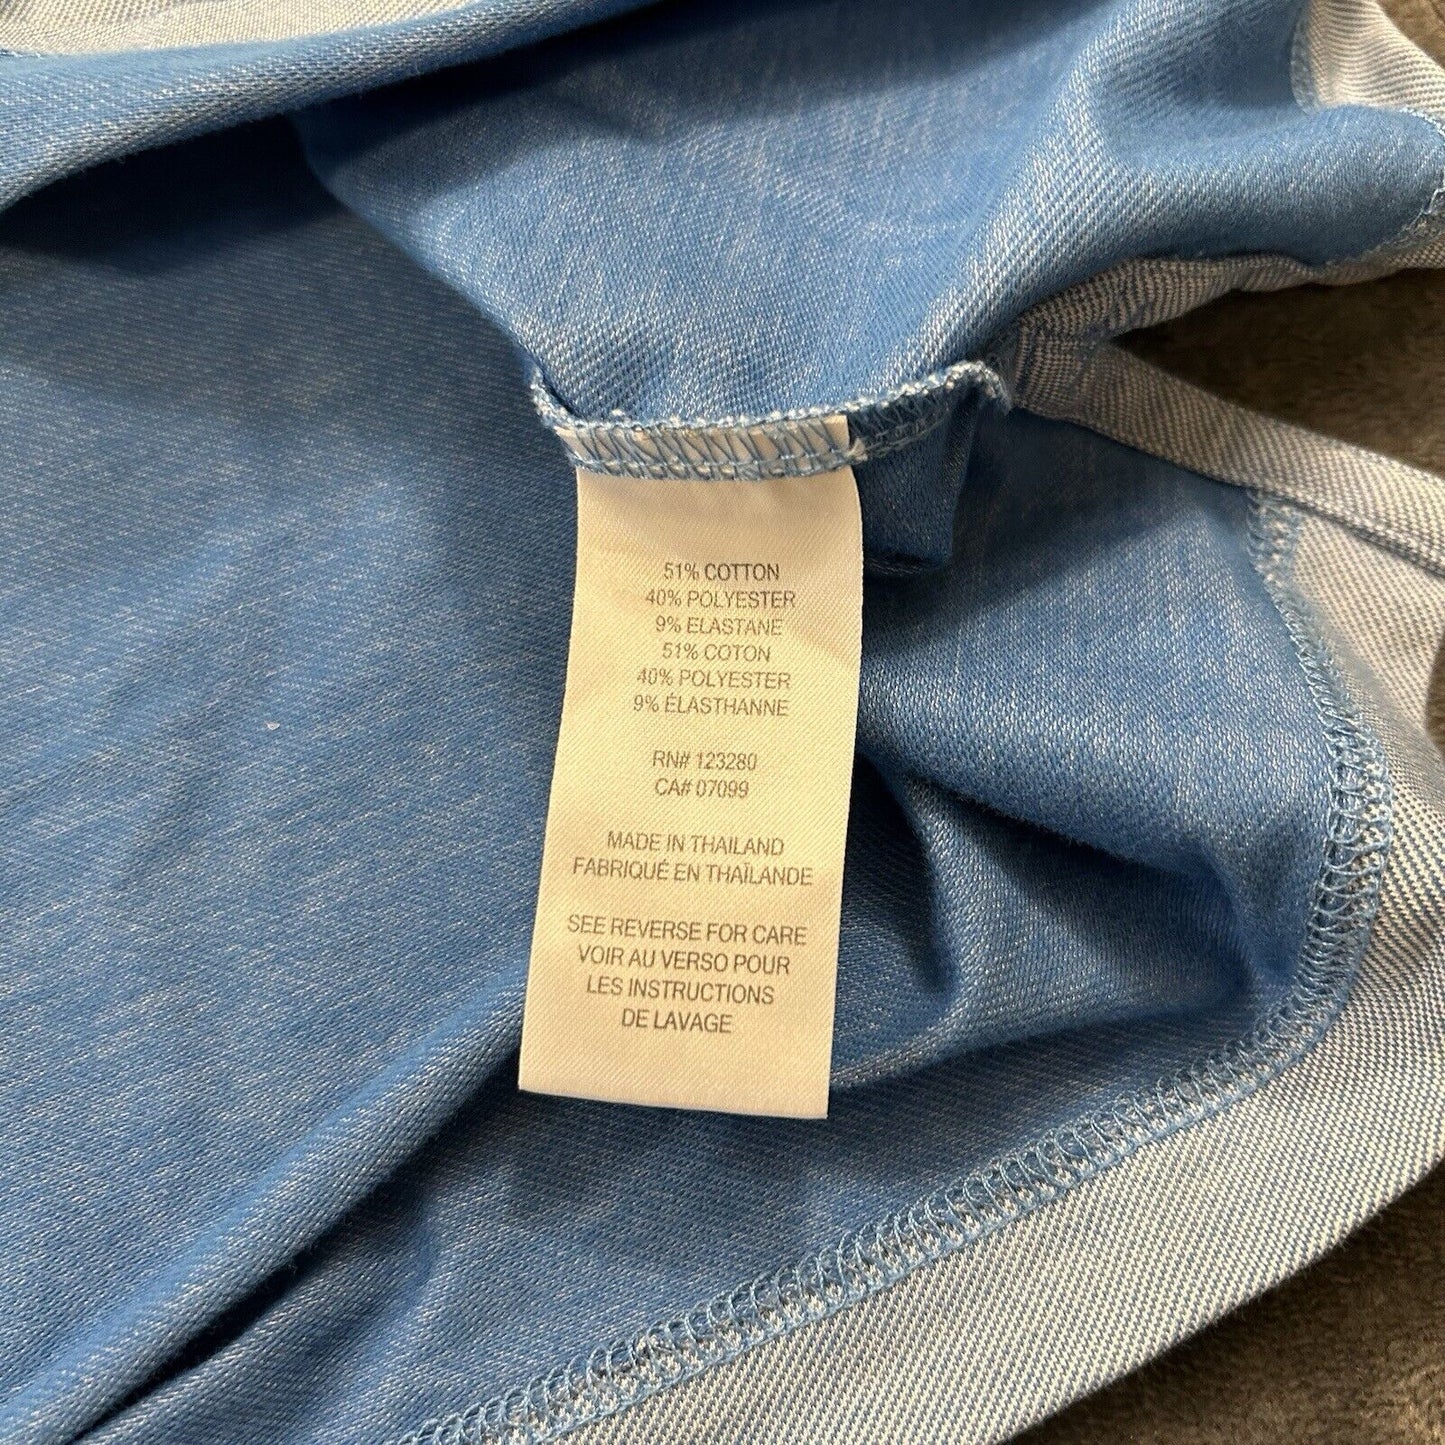 51% COTTON
40% POLYESTER
9% ELASTANE
51% COTON
40% POLYESTER
9% ÉLASTHANNE
RN# 123280
CA# 07099
MADE IN THAILAND
FABRIQUÉ EN THAÏLANDE
SEE REVERSE FOR CARE
VOIR AU VERSO POUR
LES INSTRUCTIONS
DE LAVAGE